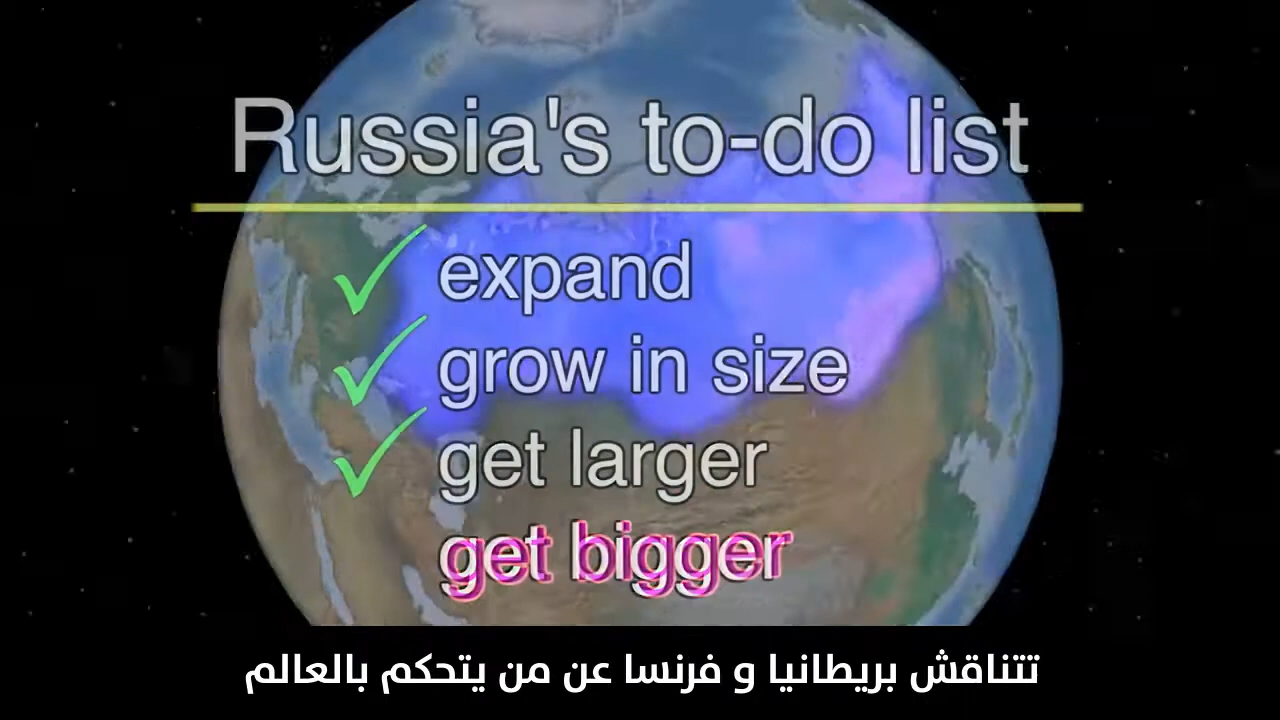 Russia's to-do list
expand
grow in size
get larger
get bigger
تتناقش بريطانيا و فرنسا عن من يتحكم بالعالم